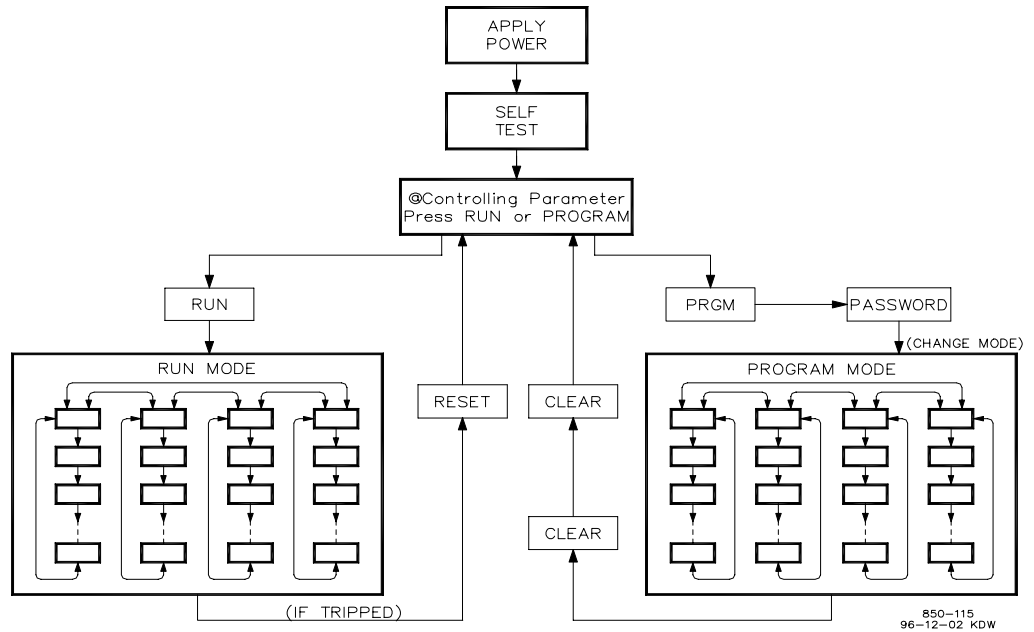 APPLY
POWER
SELF
TEST
@Controlling Parameter
Press RUN or PROGRAM
RUN
PRGM
PASSWORD
(CHANGE MODE)
RUN MODE
PROGRAM MODE
RESET
CLEAR
CLEAR
(IF TRIPPED)
850-115
96-12-02 KDW